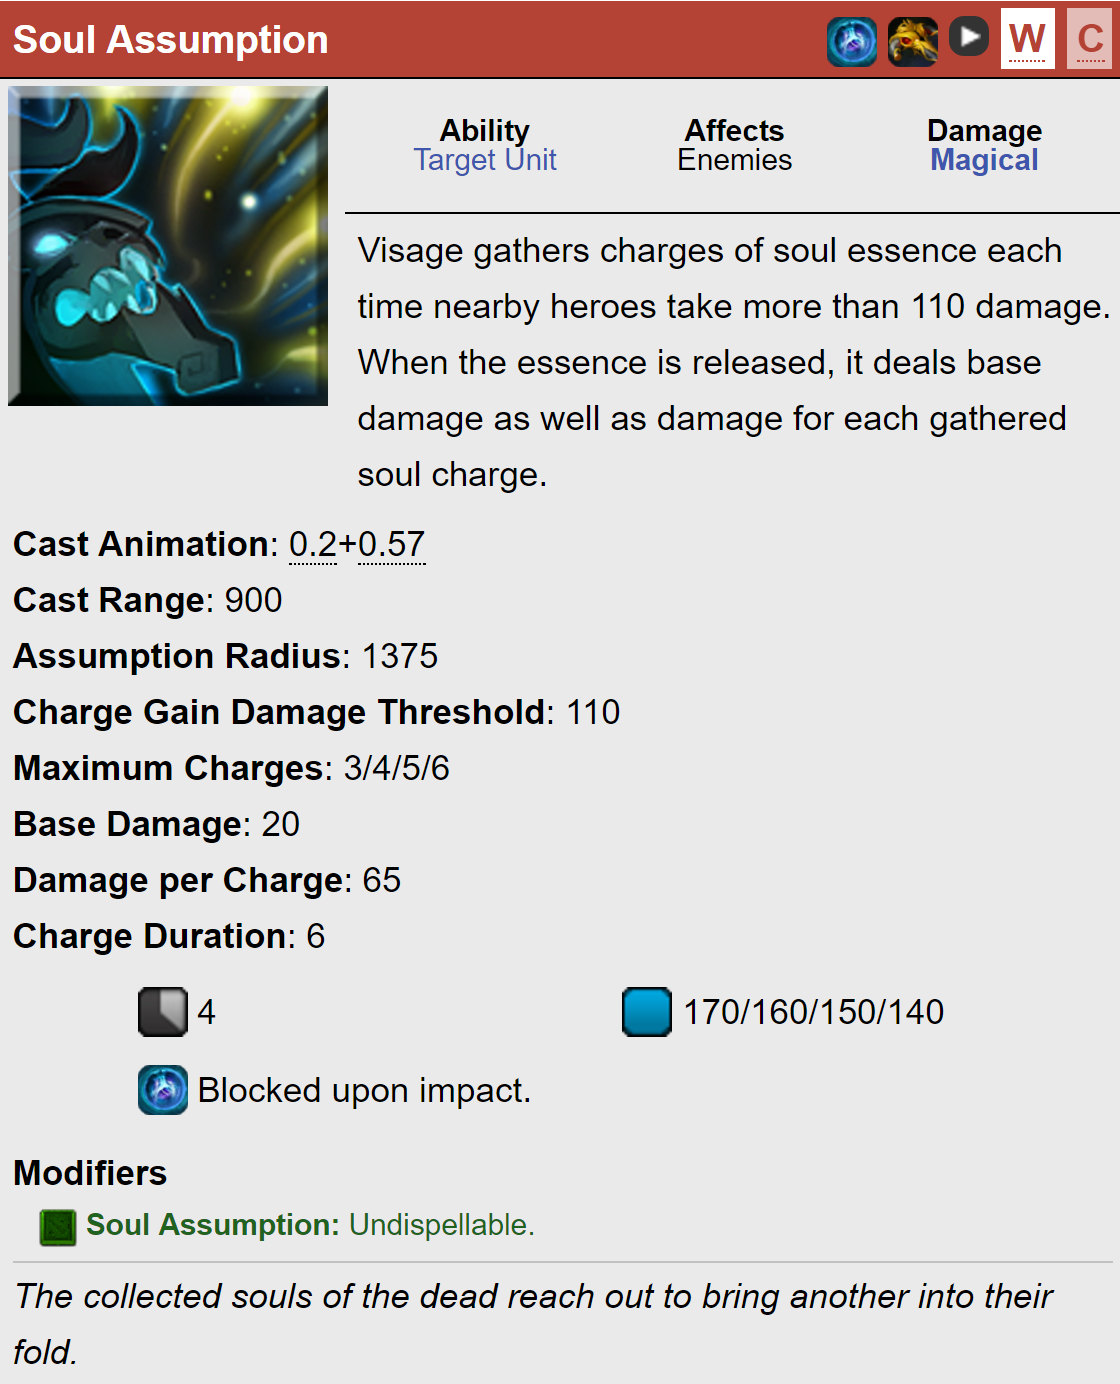 Soul Assumption W C
Ability Affects Damage
Target Unit Enemies Magical
Visage gathers charges of soul essence each
time nearby heroes take more than 110 damage.
When the essence is released, it deals base
damage as well as damage for each gathered
soul charge.
Cast Animation: 0.2+0.57
Cast Range: 900
Assumption Radius: 1375
Charge Gain Damage Threshold: 110
Maximum Charges: 3/4/5/6
Base Damage: 20
Damage per Charge: 65
Charge Duration: 6
4 170/160/150/140
Blocked upon impact.
Modifiers
Soul Assumption: Undispellable.
The collected souls of the dead reach out to bring another into their
fold.